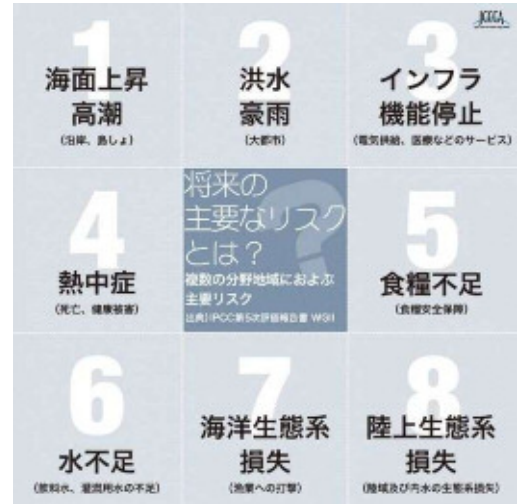 JCCCA
1
海面上昇
高潮
(沿岸、島しょ)
2
洪水
豪雨
(大都市)
3
インフラ
機能停止
(電気供給、医療などのサービス)
4
熱中症
(死亡、健康被害)
将来の
主要なリスク
とは?
複数の分野地域におよぶ
主要リスク
出典)IPCC第5次評価報告書 WGII
5
食糧不足
(食糧安全保障)
6
水不足
(飲料水、灌漑用水の不足)
7
海洋生態系
損失
(漁業への打撃)
8
陸上生態系
損失
(陸域及び内水の生態系損失)